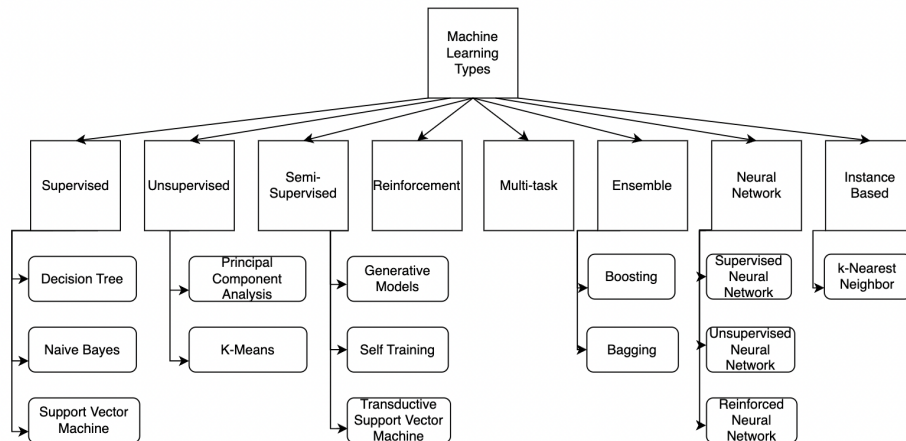 Machine
Learning
Types
Supervised
Unsupervised
Semi-
Supervised
Reinforcement
Multi-task
Ensemble
Neural
Network
Instance
Based
Decision Tree
Naive Bayes
Support Vector
Machine
Principal
Component
Analysis
K-Means
Generative
Models
Self Training
Transductive
Support Vector
Machine
Boosting
Bagging
Supervised
Neural
Network
Unsupervised
Neural
Network
Reinforced
Neural Network
k-Nearest
Neighbor